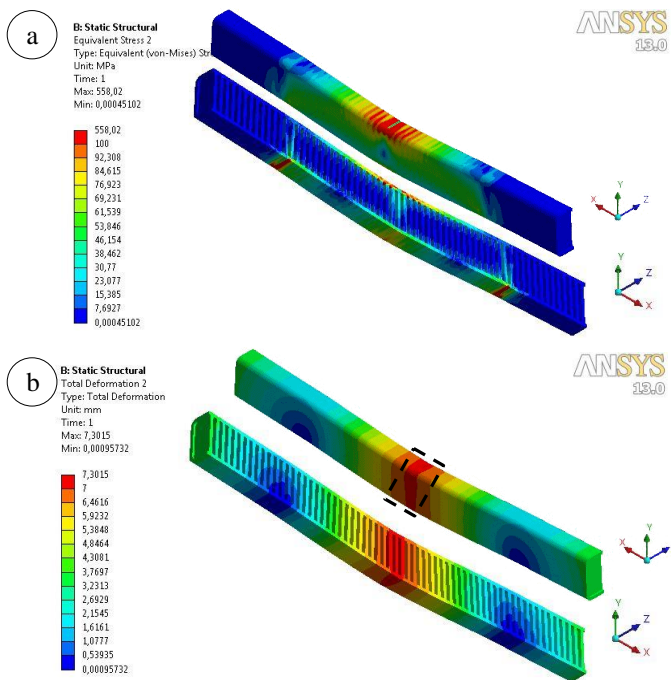 a
B: Static Structural
Equivalent Stress 2
Type: Equivalent (von-Mises) Str
Unit: MPa
Time: 1
Max: 558,02
Min: 0,00045102
558,02
100
92,308
84,615
76,923
69,231
61,539
53,846
46,154
38,462
30,77
23,077
15,385
7,6927
0,00045102
ANSYS
13.0
Y
X
Z
Y
Z
X
b
B: Static Structural
Total Deformation 2
Type: Total Deformation
Unit: mm
Time: 1
Max: 7,3015
Min: 0,00095732
7,3015
7
6,4616
5,9232
5,3848
4,8464
4,3081
3,7697
3,2313
2,6929
2,1545
1,6161
1,0777
0,53935
0,00095732
ANSYS
13.0
Y
X
Y
Z
X